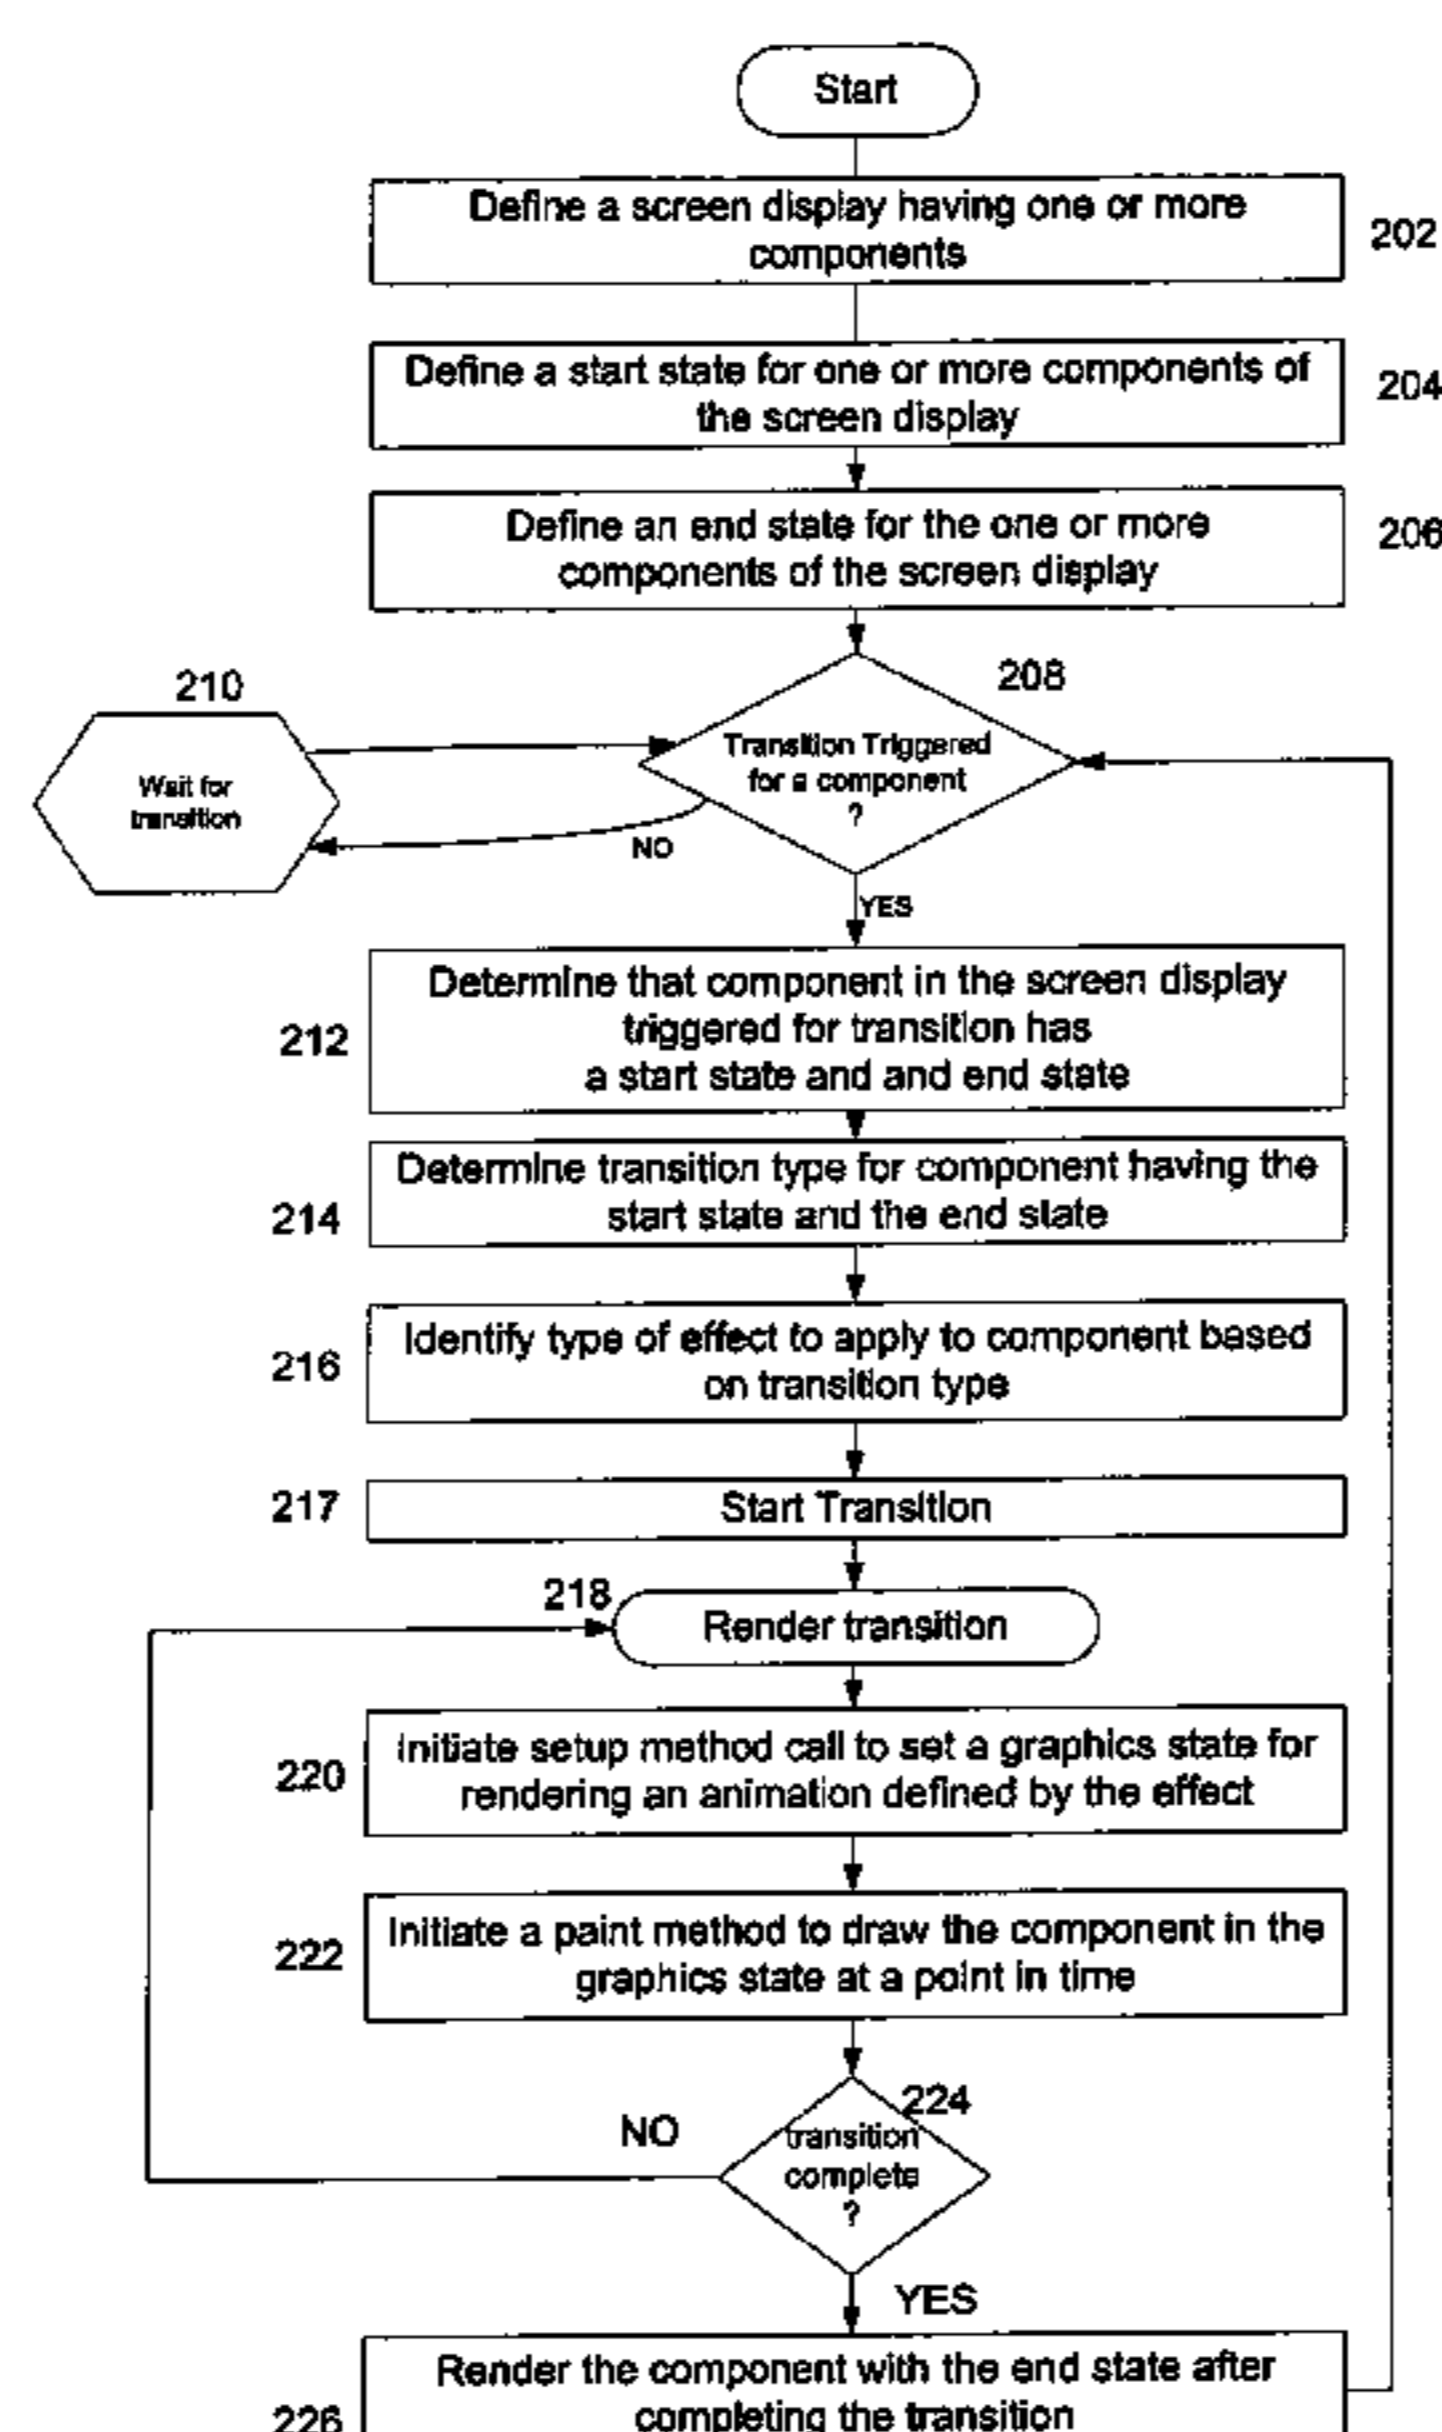 Start
Define a screen display having one or more
components
202
Define a start state for one or more components of
the screen display
204
Define an end state for the one or more
components of the screen display
206
210
208
Wait for
transition
Transition Triggered
for a component
?
NO
YES
Determine that component in the screen display
triggered for transition has
a start state and and end state
212
Determine transition type for component having the
start state and the end state
214
Identify type of effect to apply to component based
on transition type
216
217
Start Transition
218
Render transition
Initiate setup method call to set a graphics state for
rendering an animation defined by the effect
220
Initiate a paint method to draw the component in the
graphics state at a point in time
222
224
NO
transition
complete
?
YES
Render the component with the end state after
completing the transition
226